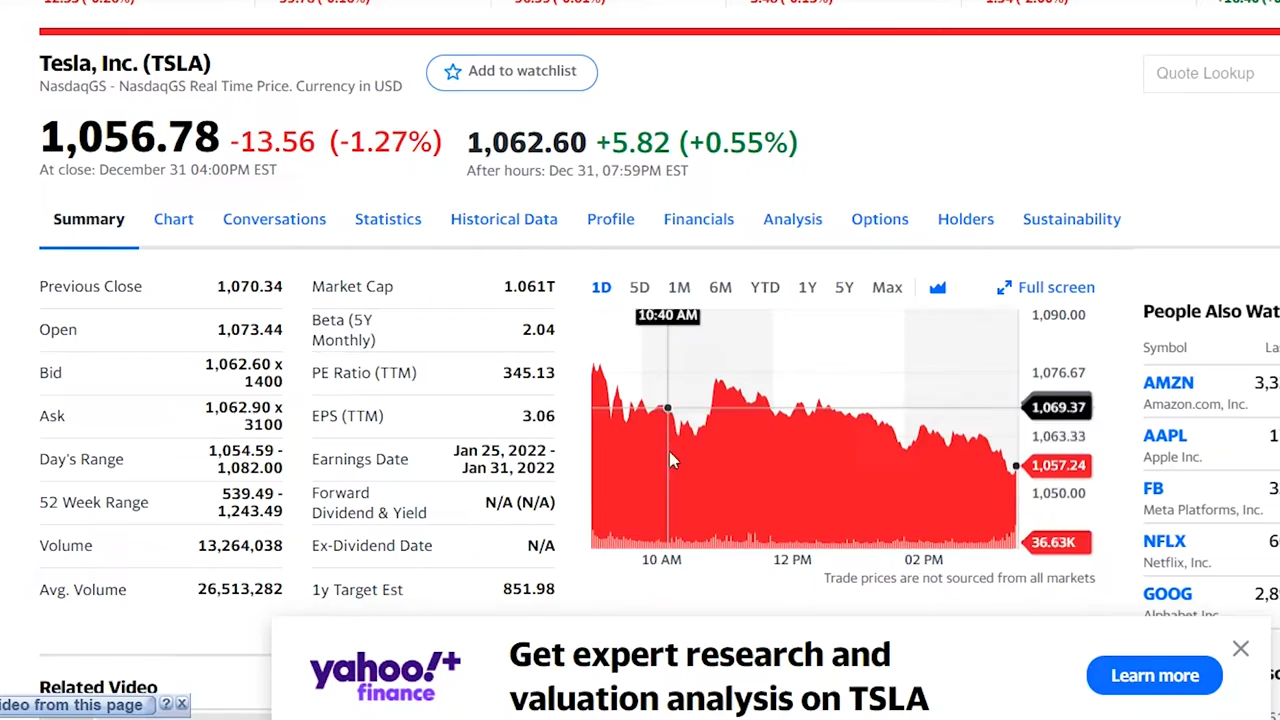 Tesla, Inc. (TSLA)
NasdaqGS - NasdaqGS Real Time Price. Currency in USD
Add to watchlist
Quote Lookup
1,056.78 -13.56 (-1.27%)
At close: December 31 04:00PM EST
1,062.60 +5.82 (+0.55%)
After hours: Dec 31, 07:59PM EST
Summary Chart Conversations Statistics Historical Data Profile Financials Analysis Options Holders Sustainability
Previous Close 1,070.34
Open 1,073.44
Bid 1,062.60 x
1400
Ask 1,062.90 x
3100
Day's Range 1,054.59 -
1,082.00
52 Week Range 539.49 -
1,243.49
Volume 13,264,038
Avg. Volume 26,513,282
Market Cap 1.061T
Beta (5Y
Monthly) 2.04
PE Ratio (TTM) 345.13
EPS (TTM) 3.06
Earnings Date Jan 25, 2022 -
Jan 31, 2022
Forward
Dividend & Yield N/A (N/A)
Ex-Dividend Date N/A
1y Target Est 851.98
1D 5D 1M 6M YTD 1Y 5Y Max Full screen
10:40 AM
1,090.00
1,076.67
1,069.37
1,063.33
1,057.24
1,050.00
36.63K
10 AM 12 PM 02 PM
Trade prices are not sourced from all markets
People Also Wat
Symbol La
AMZN 3,3
Amazon.com, Inc.
AAPL 1
Apple Inc.
FB 3
Meta Platforms, Inc.
NFLX 6
Netflix, Inc.
GOOG 2,8
Alphabet Inc.
yahoo!+
finance
Get expert research and
valuation analysis on TSLA
Learn more
Related Video
ideo from this page ? X